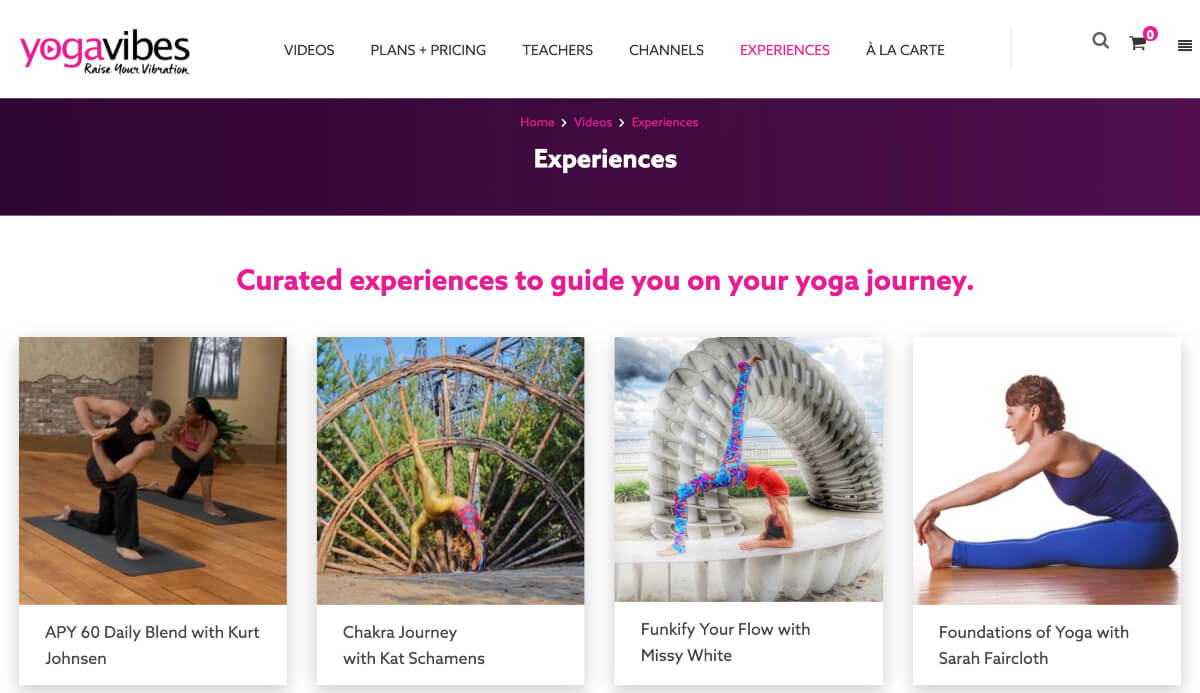 yogavibes
Raise Your Vibration
VIDEOS
PLANS + PRICING
TEACHERS
CHANNELS
EXPERIENCES
À LA CARTE
0
Home > Videos > Experiences
Experiences
Curated experiences to guide you on your yoga journey.
APY 60 Daily Blend with Kurt
Johnsen
Chakra Journey
with Kat Schamens
Funkify Your Flow with
Missy White
Foundations of Yoga with
Sarah Faircloth